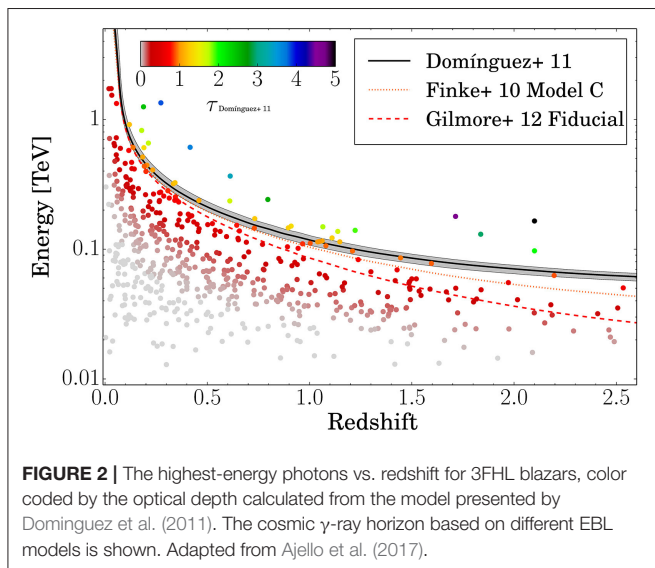 0 1 2 3 4 5
τ Domínguez+ 11
Domínguez+ 11
Finke+ 10 Model C
Gilmore+ 12 Fiducial
Energy [TeV]
1
0.1
0.01
0.0 0.5 1.0 1.5 2.0 2.5
Redshift
FIGURE 2 | The highest-energy photons vs. redshift for 3FHL blazars, color
coded by the optical depth calculated from the model presented by
Dominguez et al. (2011). The cosmic γ-ray horizon based on different EBL
models is shown. Adapted from Ajello et al. (2017).